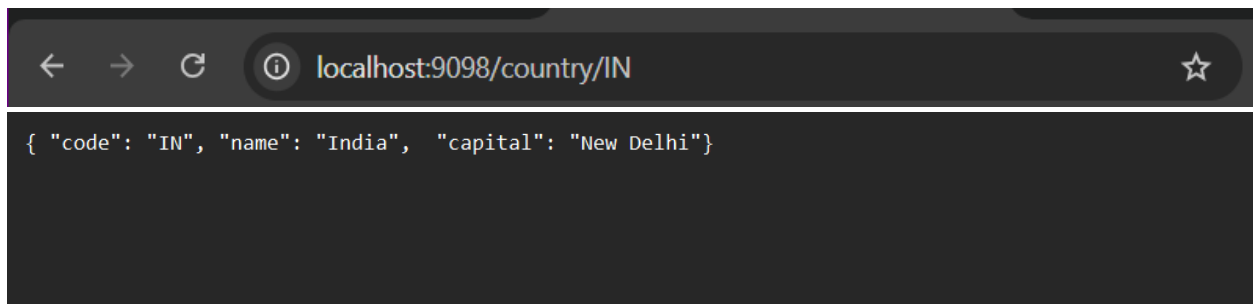 localhost:9098/country/IN
{ "code": "IN", "name": "India",  "capital": "New Delhi"}